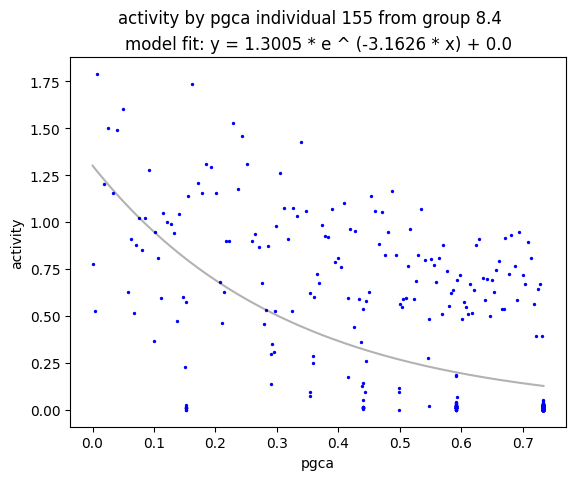 activity by pgca individual 155 from group 8.4
model fit: y = 1.3005 * e ^ (-3.1626 * x) + 0.0
1.75
1.50
1.25
1.00
0.75
0.50
0.25
0.00
activity
0.0 0.1 0.2 0.3 0.4 0.5 0.6 0.7
pgca